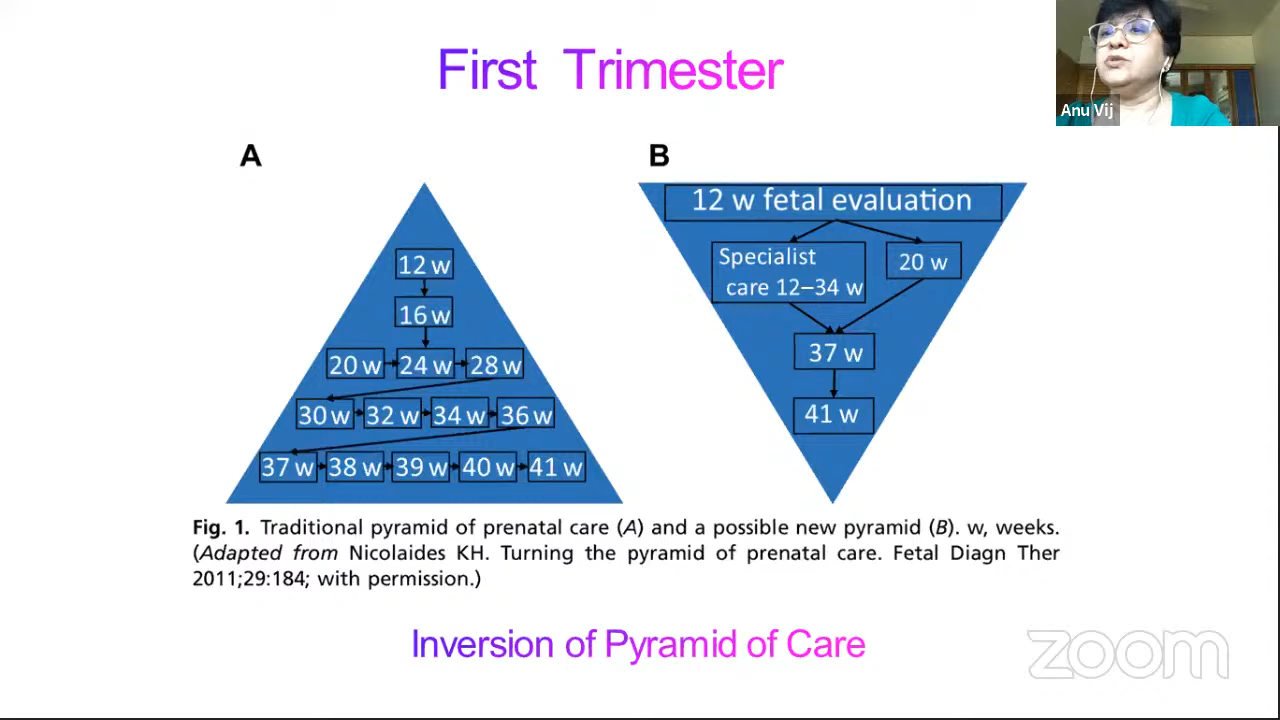 First Trimester
Anu Vij
A
12 w
16 w
20 w 24 w 28 w
30 w 32 w 34 w 36 w
37 w 38 w 39 w 40 w 41 w
B
12 w fetal evaluation
Specialist
care 12–34 w
20 w
37 w
41 w
Fig. 1. Traditional pyramid of prenatal care (A) and a possible new pyramid (B). w, weeks.
(Adapted from Nicolaides KH. Turning the pyramid of prenatal care. Fetal Diagn Ther
2011;29:184; with permission.)
Inversion of Pyramid of Care
zoom